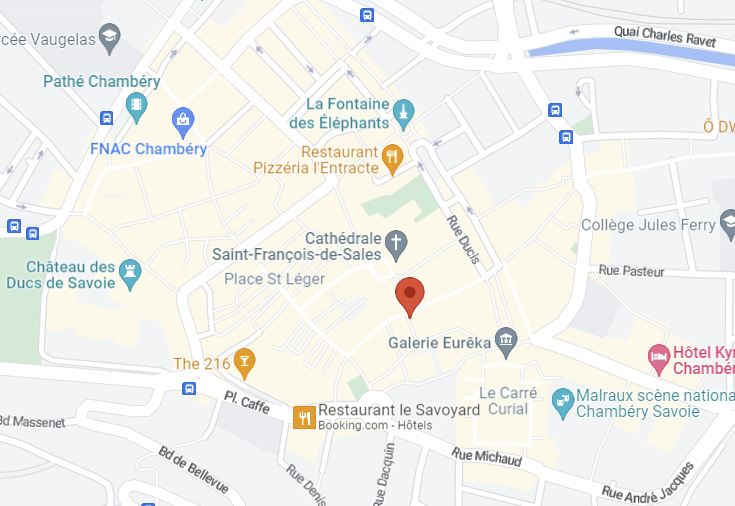 Quai Charles Ravet
cée Vaugelas
Pathé Chambéry
La Fontaine
des Éléphants
FNAC Chambéry
Ô DW
Restaurant
Pizzéria l'Entracte
Rue Ducis
Collège Jules Ferry
Cathédrale
Saint-François-de-Sales
Château des
Ducs de Savoie
Place St Léger
Rue Pasteur
Galerie Eurêka
The 216
Hôtel Kyr
Chambér
Le Carré
Curial
Malraux scène nationa
Chambéry Savoie
Pl. Caffe
Restaurant le Savoyard
Booking.com - Hôtels
Bd Massenet
Bd de Bellevue
Rue Denis
Rue Dacquin
Rue Michaud
Rue André Jacques